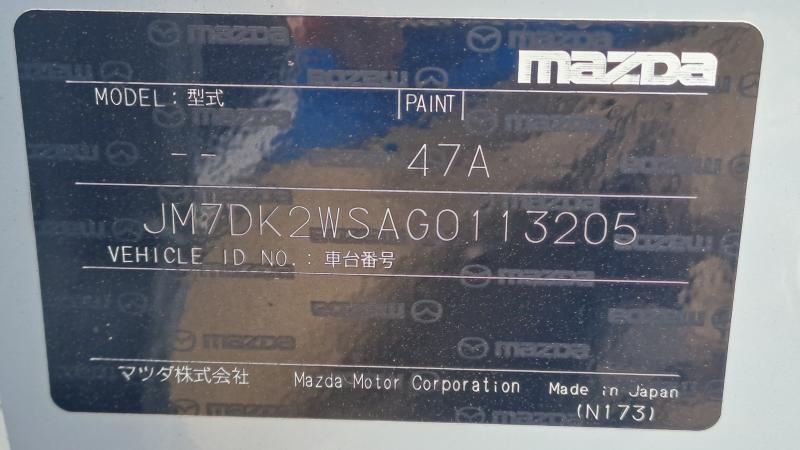 mazda
MODEL : 型式 PAINT
-- 47A
JM7DK2WSAG0113205
VEHICLE ID NO. : 車台番号
マツダ株式会社 Mazda Motor Corporation Made in Japan
(N173)